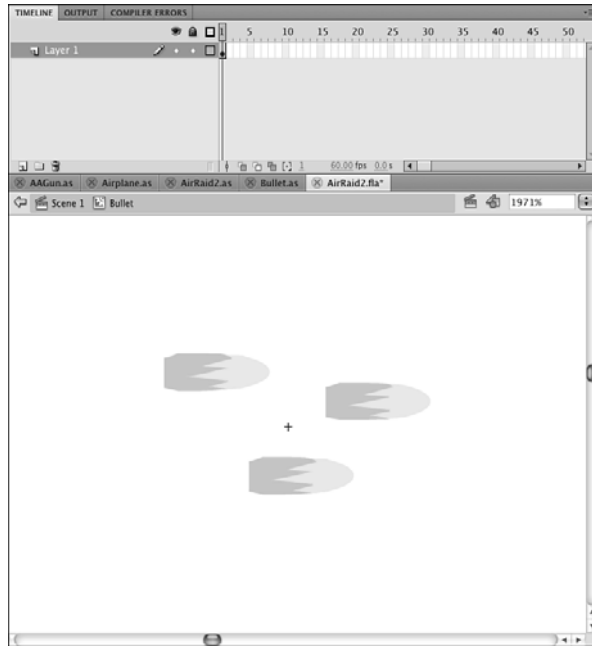 TIMELINE OUTPUT COMPILER ERRORS
1 5 10 15 20 25 30 35 40 45 50
Layer 1
1 60.00 fps 0.0 s
AAGun.as Airplane.as AirRaid2.as Bullet.as AirRaid2.fla*
Scene 1 Bullet 1971%